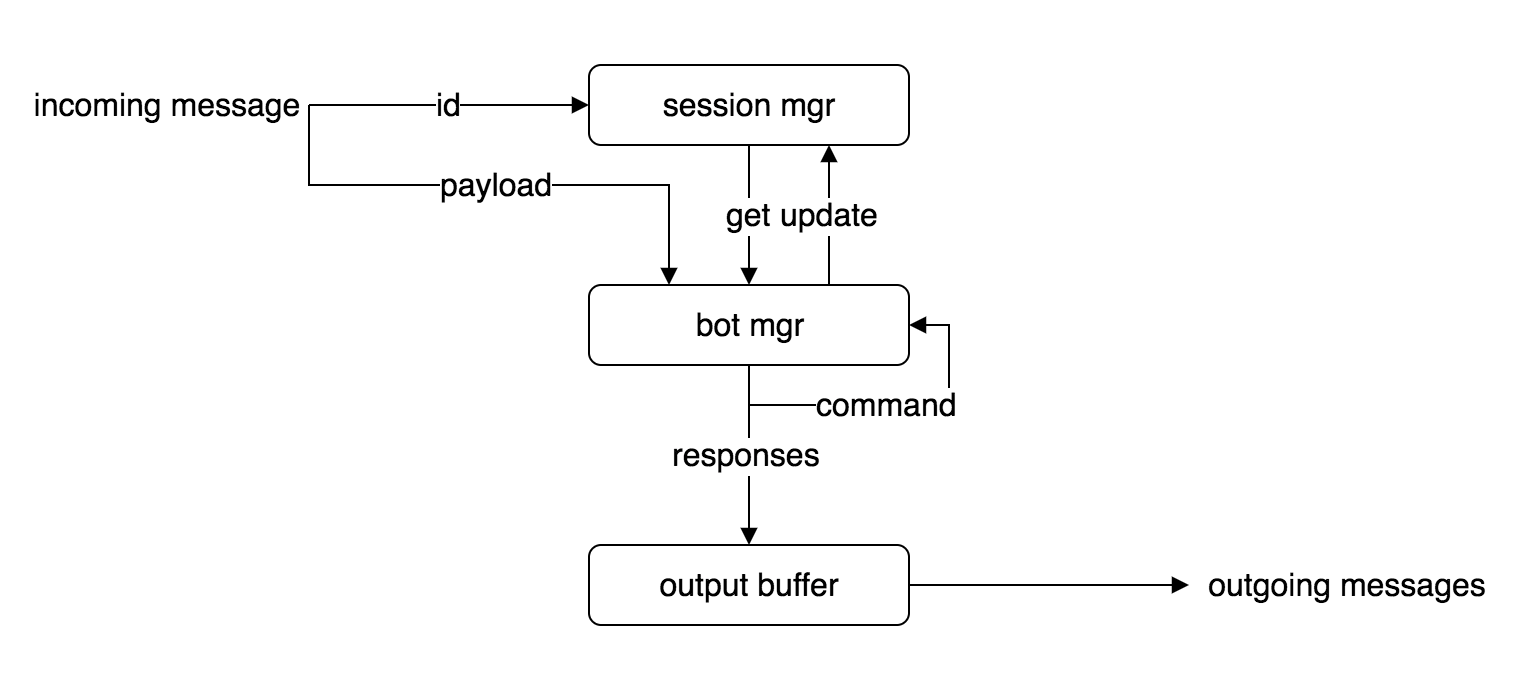 incoming message
id
session mgr
payload
get update
bot mgr
command
responses
output buffer
outgoing messages